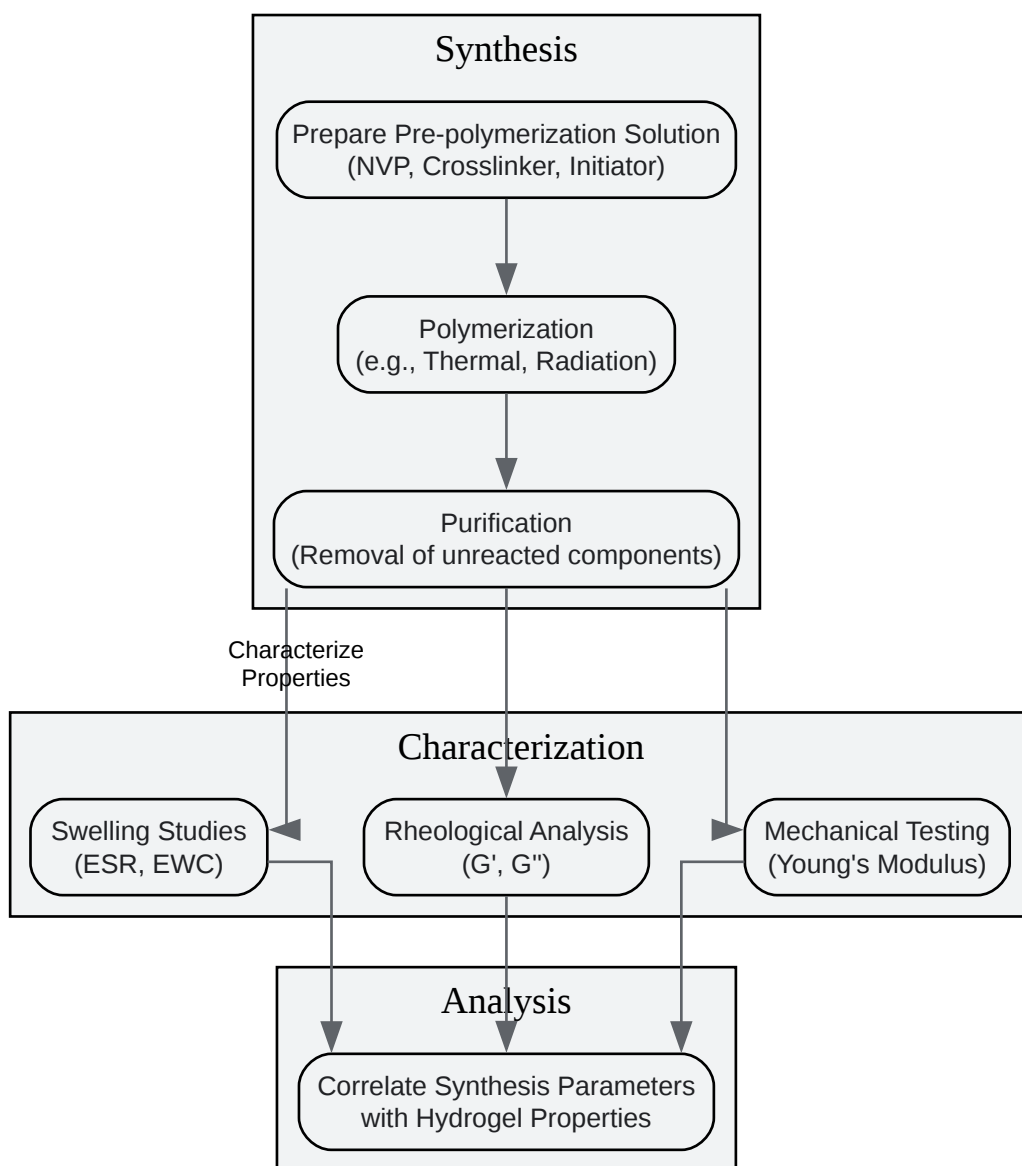 Synthesis
Prepare Pre-polymerization Solution
(NVP, Crosslinker, Initiator)
Polymerization
(e.g., Thermal, Radiation)
Purification
(Removal of unreacted components)
Characterize
Properties
Characterization
Swelling Studies
(ESR, EWC)
Rheological Analysis
(G', G'')
Mechanical Testing
(Young's Modulus)
Analysis
Correlate Synthesis Parameters
with Hydrogel Properties